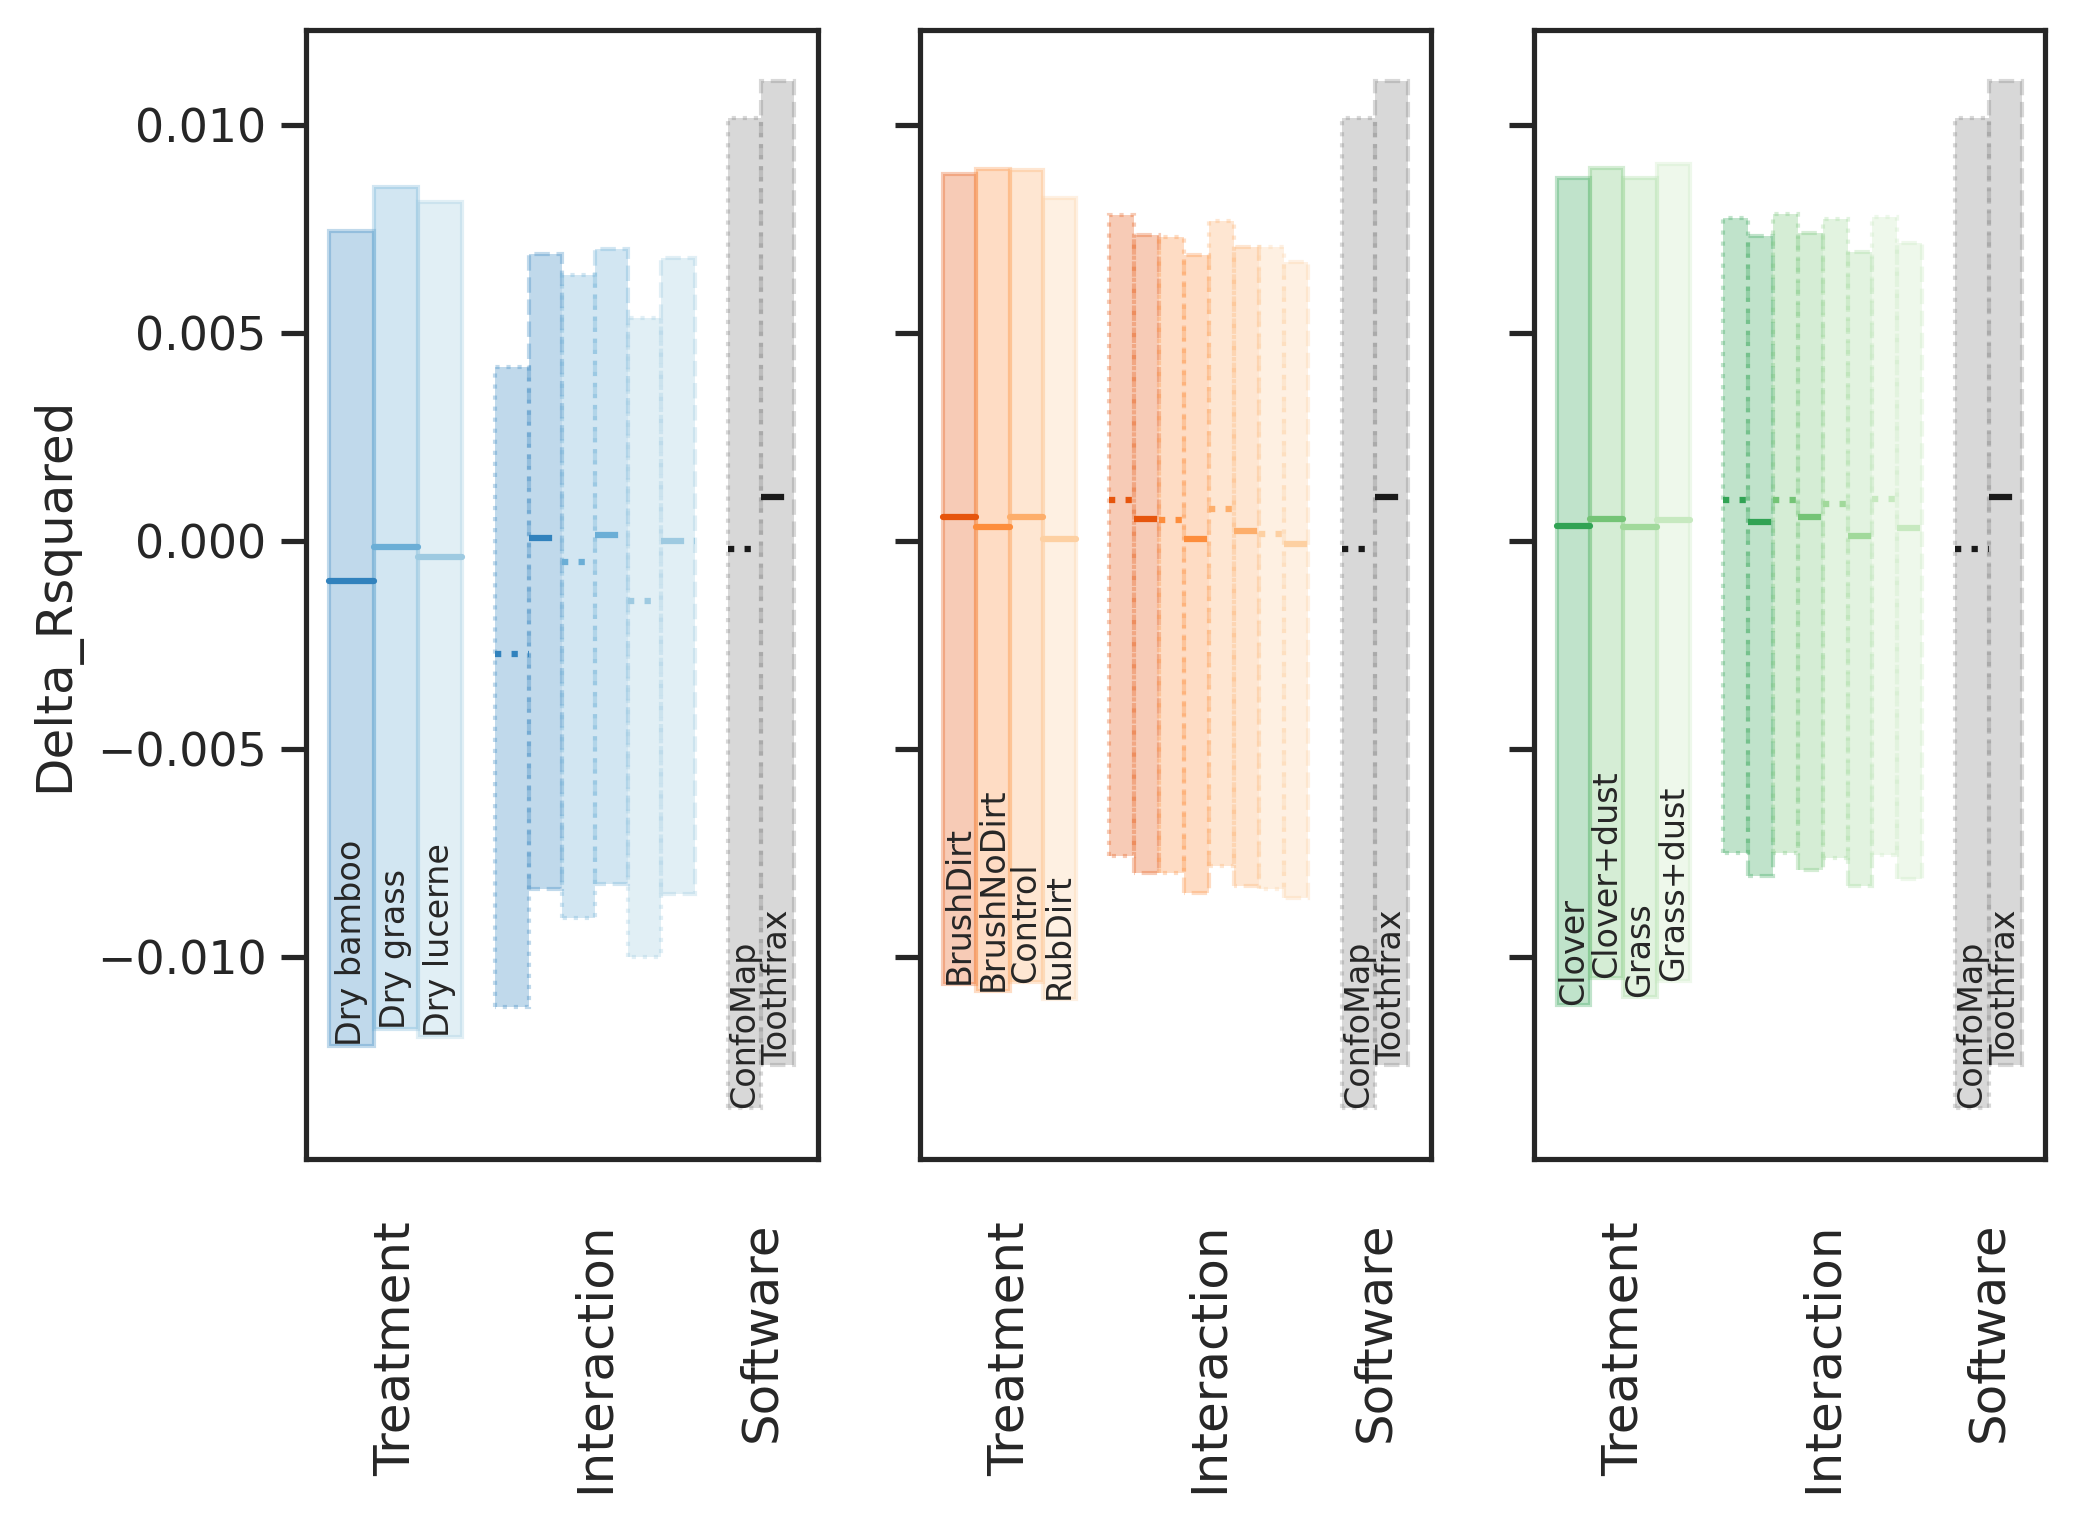 Delta_Rsquared
0.010
0.005
0.000
−0.005
−0.010
Dry bamboo
Dry grass
Dry lucerne
ConfoMap
Toothfrax
Treatment
Interaction
Software
BrushDirt
BrushNoDirt
Control
RubDirt
ConfoMap
Toothfrax
Treatment
Interaction
Software
Clover
Clover+dust
Grass
Grass+dust
ConfoMap
Toothfrax
Treatment
Interaction
Software